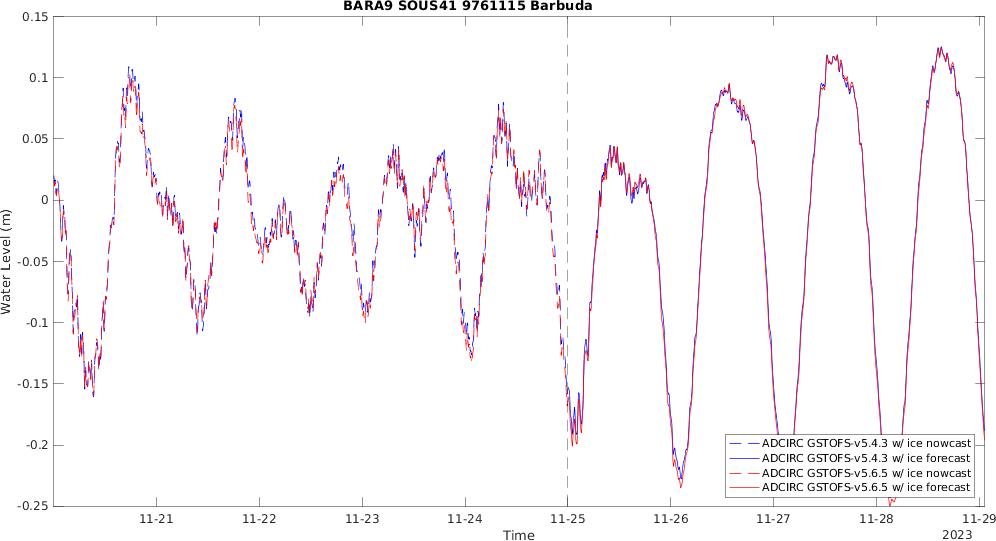 BARA9 SOUS41 9761115 Barbuda
0.15
0.1
0.05
0
-0.05
-0.1
-0.15
-0.2
-0.25
Water Level (m)
11-21
11-22
11-23
11-24
11-25
11-26
11-27
11-28
11-29
Time
2023
ADCIRC GSTOFS-v5.4.3 w/ ice nowcast
ADCIRC GSTOFS-v5.4.3 w/ ice forecast
ADCIRC GSTOFS-v5.6.5 w/ ice nowcast
ADCIRC GSTOFS-v5.6.5 w/ ice forecast